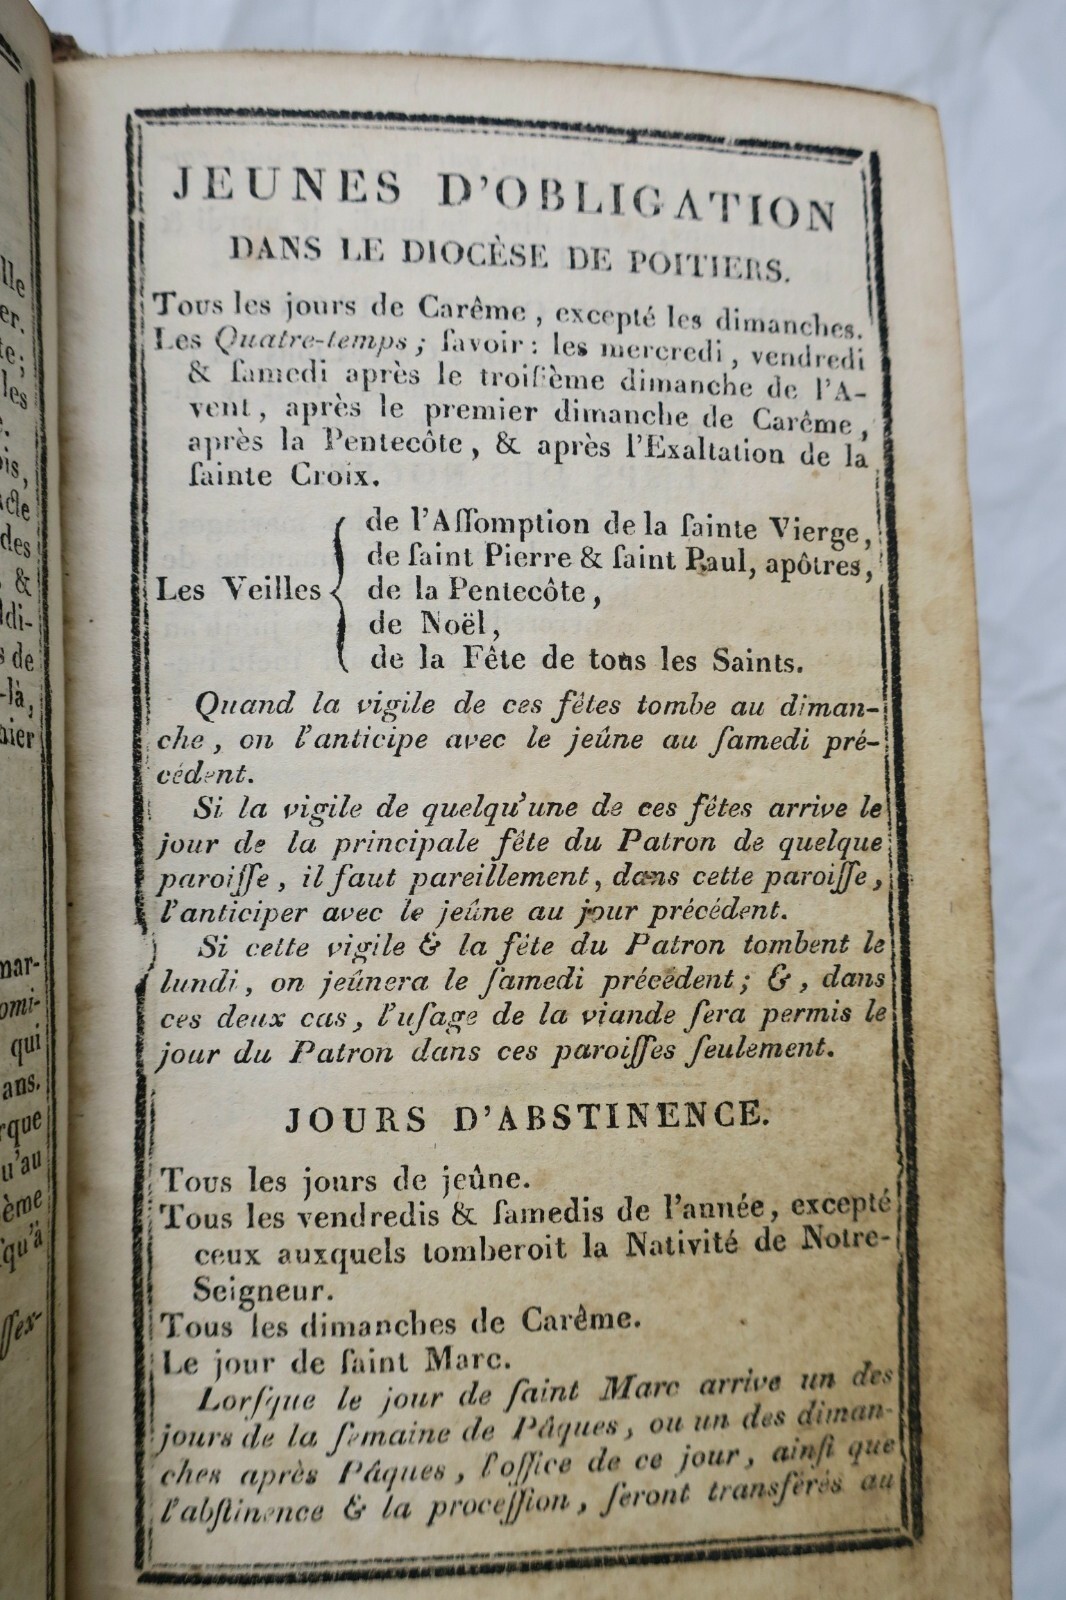 JEUNES D'OBLIGATION
DANS LE DIOCÈSE DE POITIERS.
Tous les jours de Carême, excepté les dimanches.
Les Quatre-temps; ſavoir: les mercredi, vendredi
& ſamedi après le troiſième dimanche de l'A-
vent, après le premier dimanche de Carême,
après la Pentecôte, & après l'Exaltation de la
ſainte Croix.
de l'Aſſomption de la ſainte Vierge,
de ſaint Pierre & ſaint Paul, apôtres,
Les Veilles { de la Pentecôte,
de Noël,
de la Fête de tous les Saints.
Quand la vigile de ces fêtes tombe au diman-
che, on l'anticipe avec le jeûne au ſamedi pré-
cédent.
Si la vigile de quelqu'une de ces fêtes arrive le
jour de la principale fête du Patron de quelque
paroiſſe, il faut pareillement, dans cette paroiſſe,
l'anticiper avec le jeûne au jour précédent.
Si cette vigile & la fête du Patron tombent le
lundi, on jeûnera le ſamedi précédent; &, dans
ces deux cas, l'uſage de la viande ſera permis le
jour du Patron dans ces paroiſſes ſeulement.
JOURS D'ABSTINENCE.
Tous les jours de jeûne.
Tous les vendredis & ſamedis de l'année, excepté
ceux auxquels tomberoit la Nativité de Notre-
Seigneur.
Tous les dimanches de Carême.
Le jour de ſaint Marc.
Lorſque le jour de ſaint Marc arrive un des
jours de la ſemaine de Pâques, ou un des diman-
ches après Pâques, l'office de ce jour, ainſi que
l'abſtinence & la proceſſion, ſeront transférés au